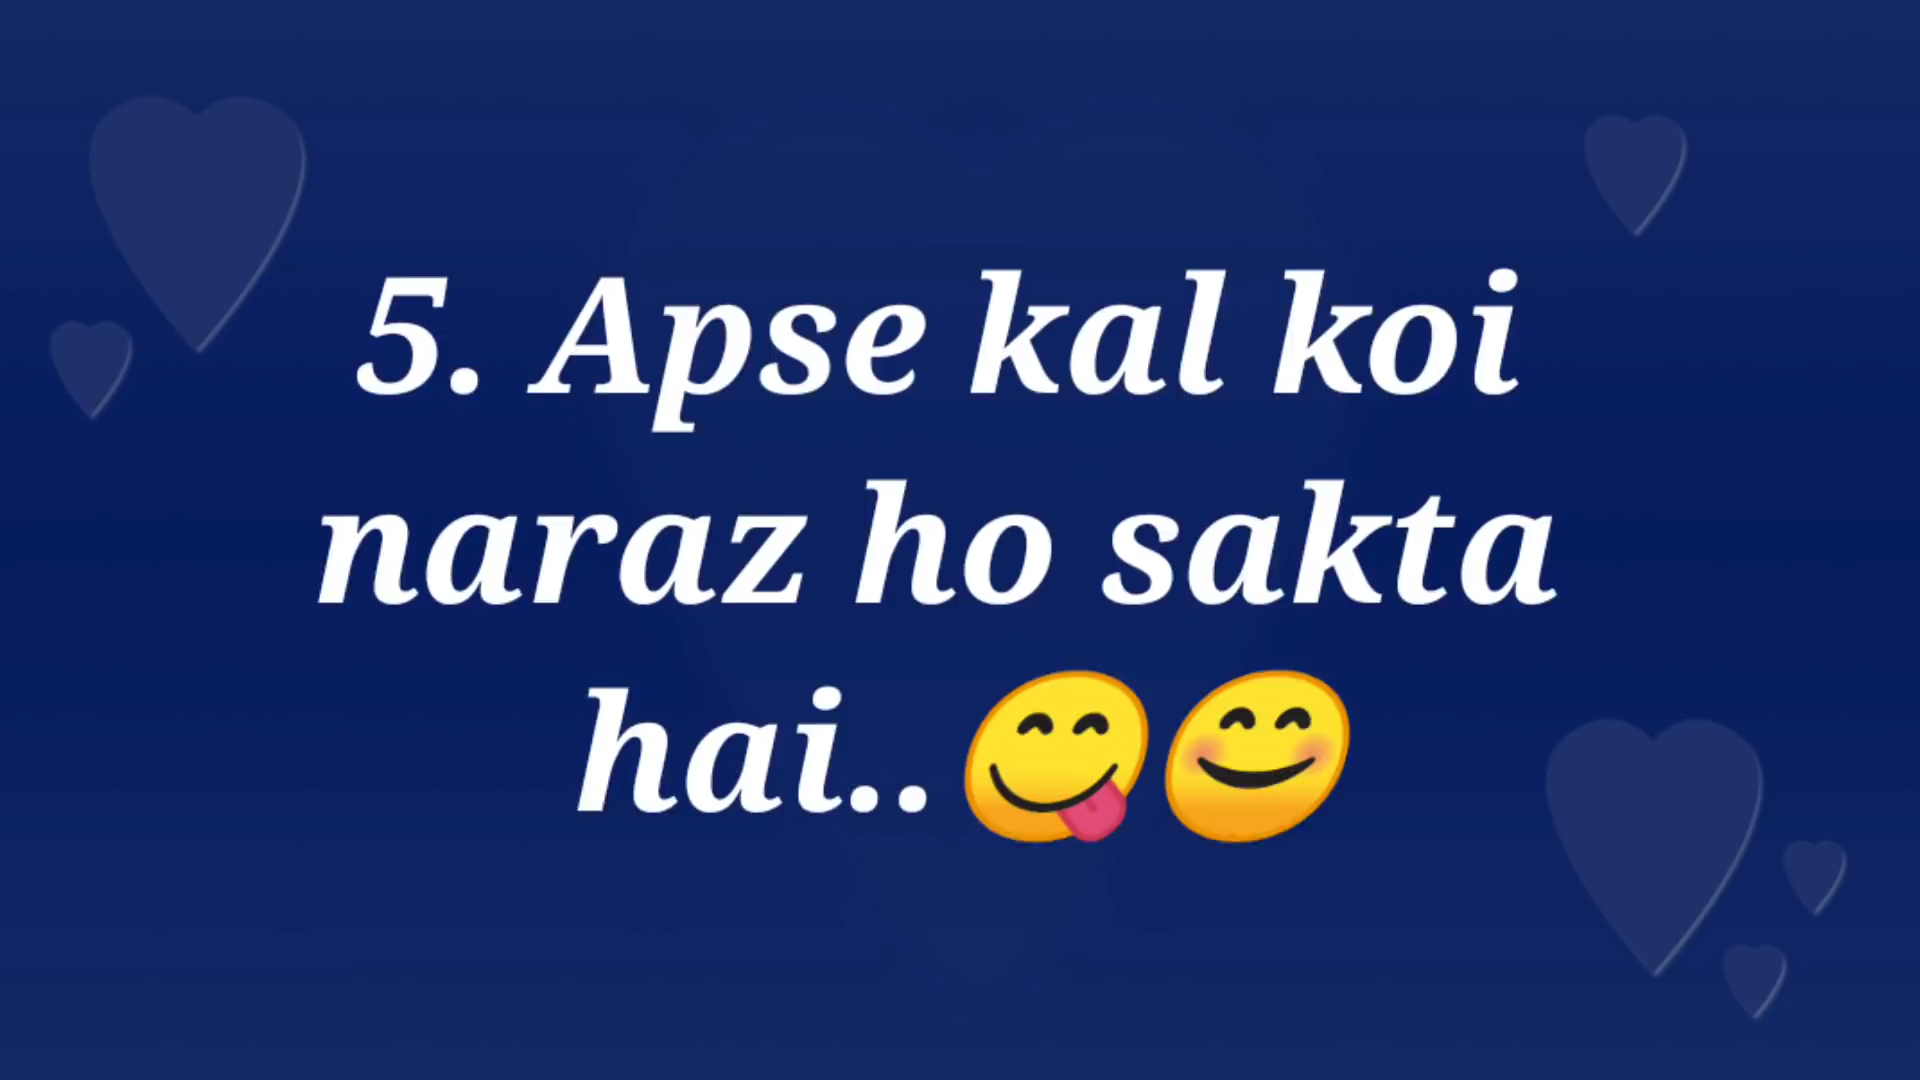 5. Apse kal koi
naraz ho sakta
hai..😋😊